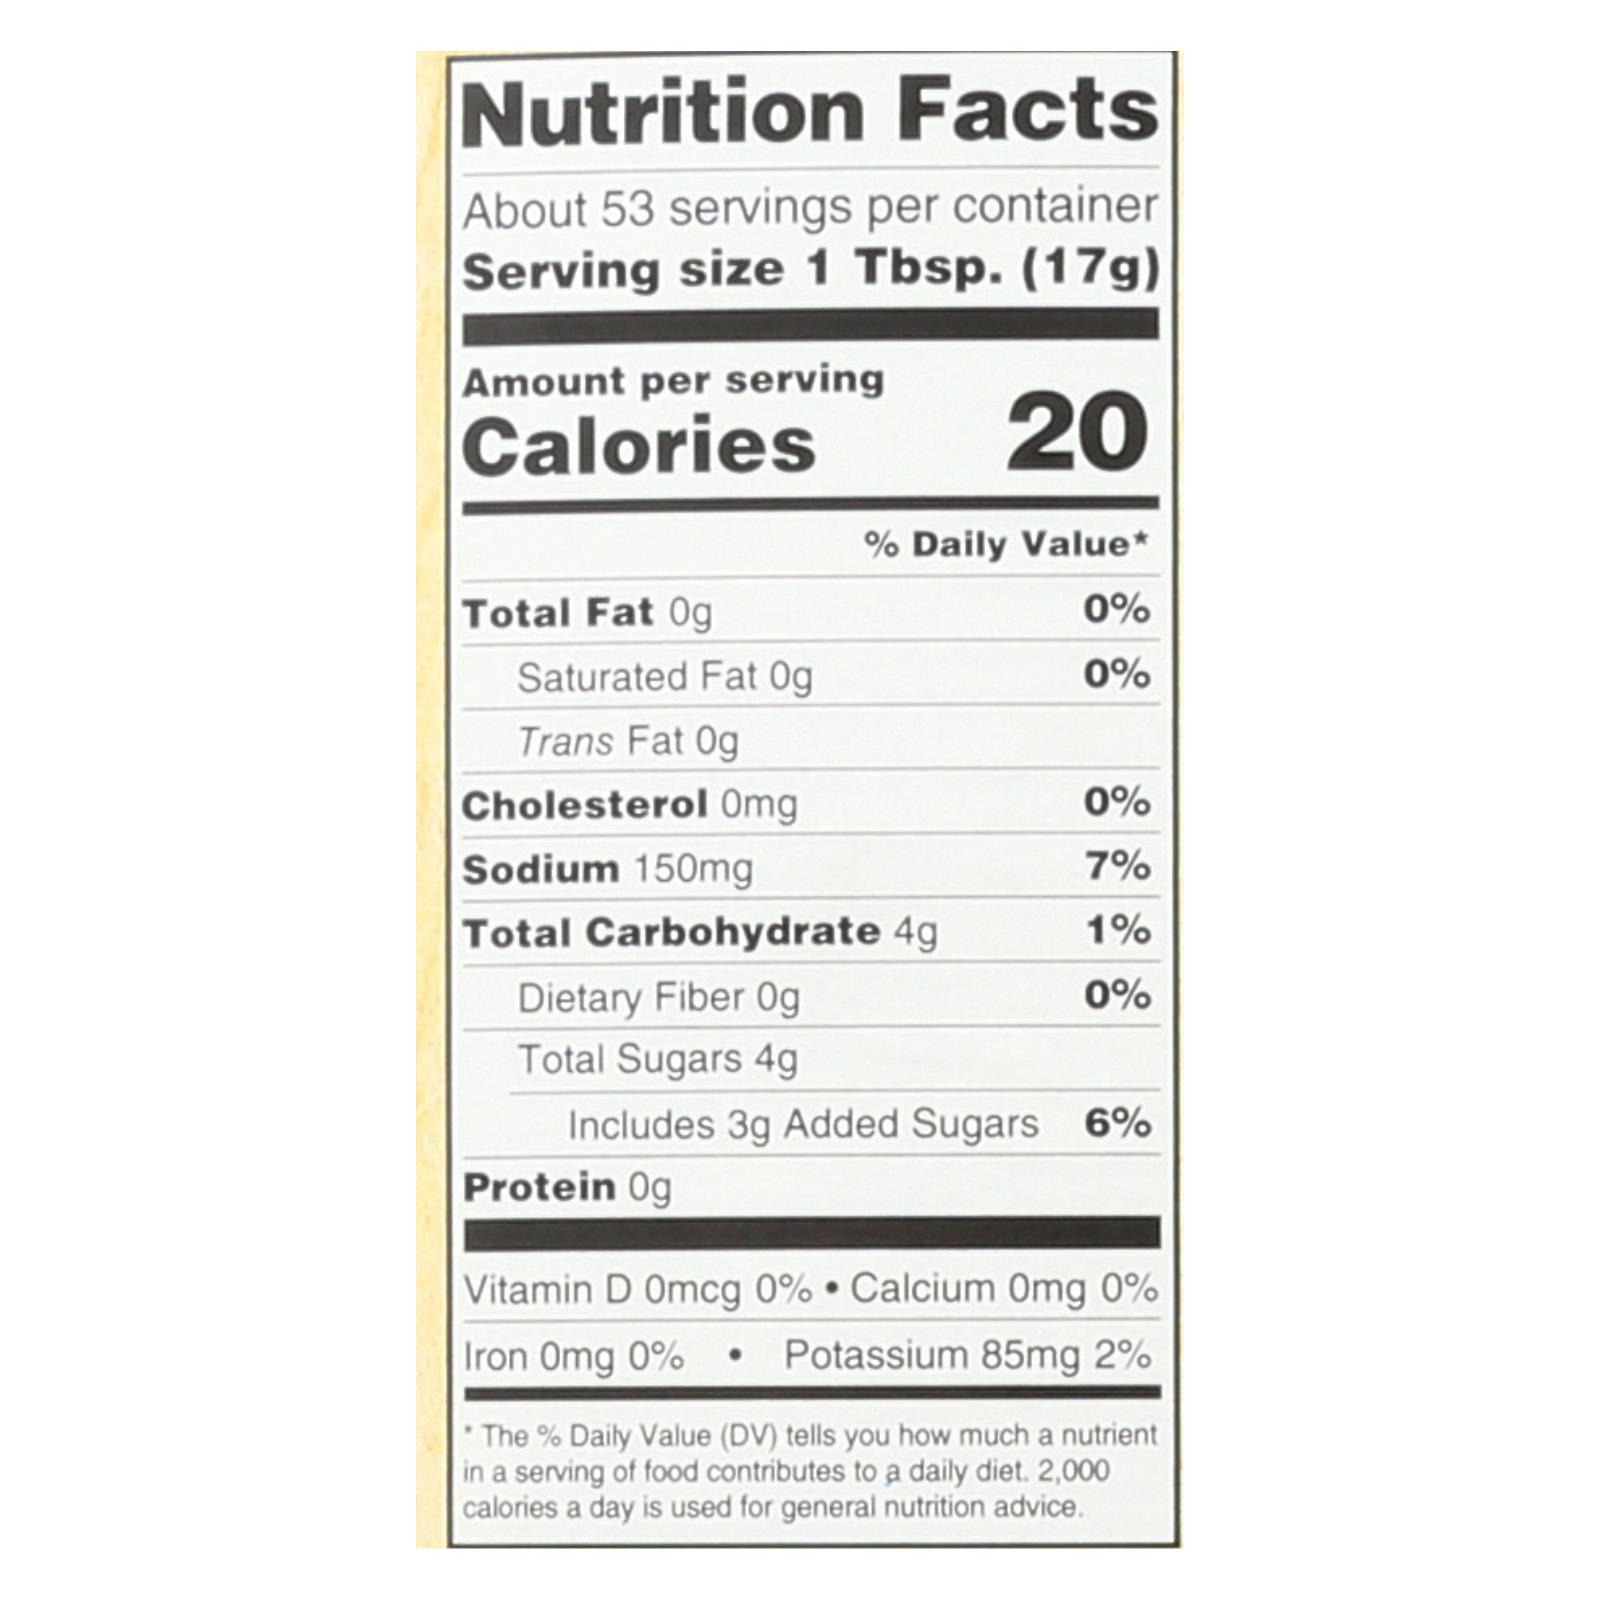 Nutrition Facts
About 53 servings per container
Serving size 1 Tbsp. (17g)
Amount per serving
Calories 20
% Daily Value*
Total Fat 0g 0%
Saturated Fat 0g 0%
Trans Fat 0g
Cholesterol 0mg 0%
Sodium 150mg 7%
Total Carbohydrate 4g 1%
Dietary Fiber 0g 0%
Total Sugars 4g
Includes 3g Added Sugars 6%
Protein 0g
Vitamin D 0mcg 0% • Calcium 0mg 0%
Iron 0mg 0% • Potassium 85mg 2%
* The % Daily Value (DV) tells you how much a nutrient
in a serving of food contributes to a daily diet. 2,000
calories a day is used for general nutrition advice.